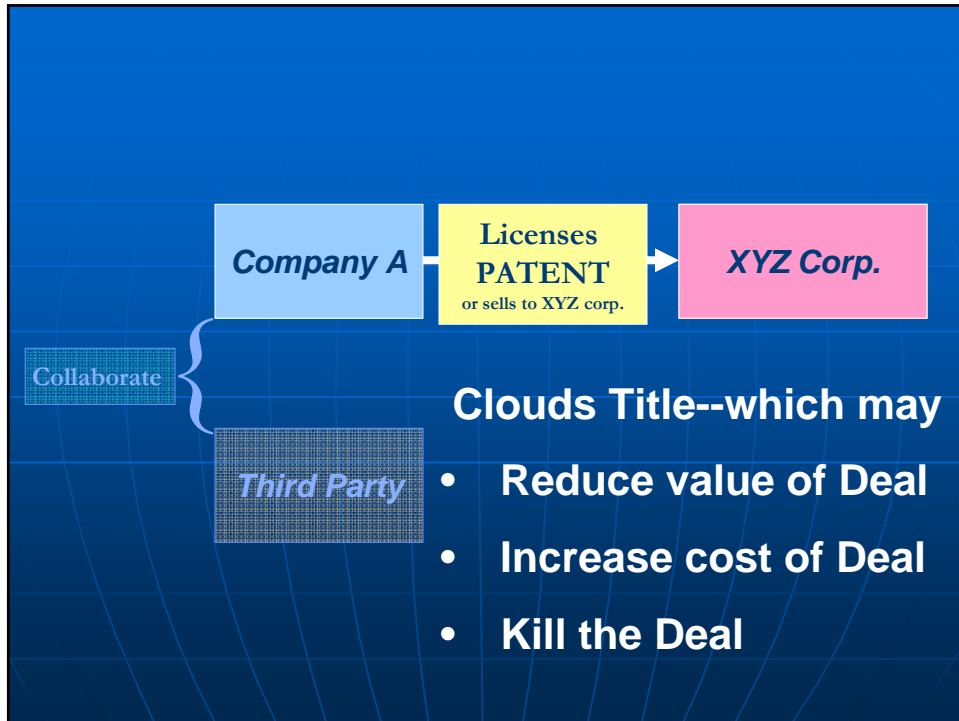 Company A
Licenses
PATENT
or sells to XYZ corp.
XYZ Corp.
Collaborate
Third Party
Clouds Title--which may
• Reduce value of Deal
• Increase cost of Deal
• Kill the Deal